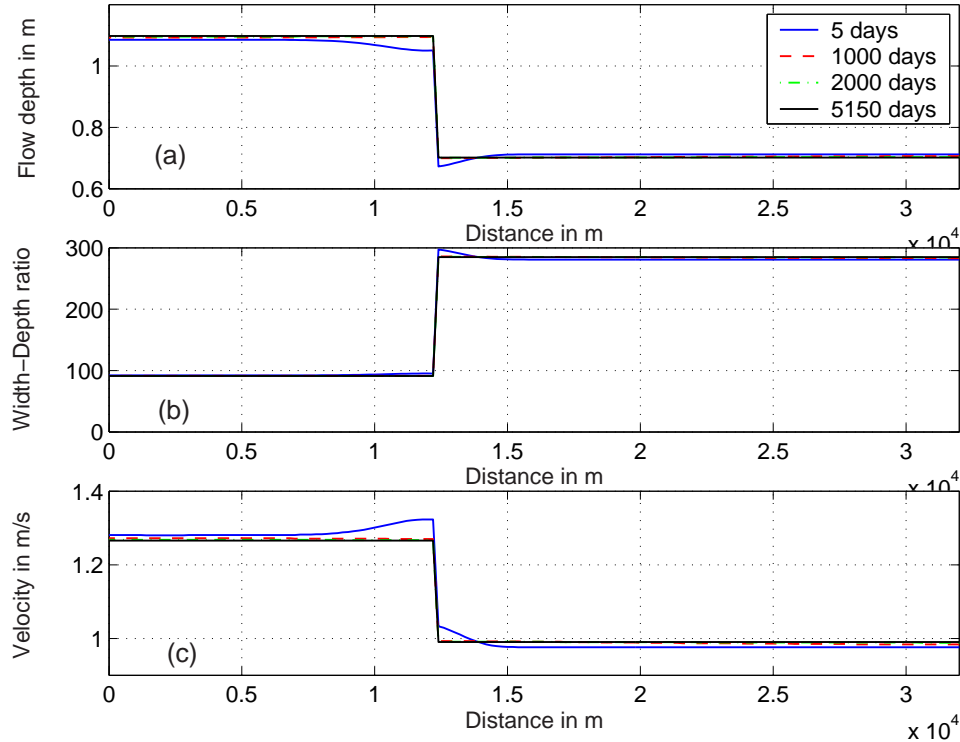 Flow depth in m
1
0.8
0.6
(a)
5 days
1000 days
2000 days
5150 days
0 0.5 1 1.5 2 2.5 3
Distance in m
x 10^4
Width-Depth ratio
300
200
100
0
(b)
0 0.5 1 1.5 2 2.5 3
Distance in m
x 10^4
Velocity in m/s
1.4
1.2
1
(c)
0 0.5 1 1.5 2 2.5 3
Distance in m
x 10^4